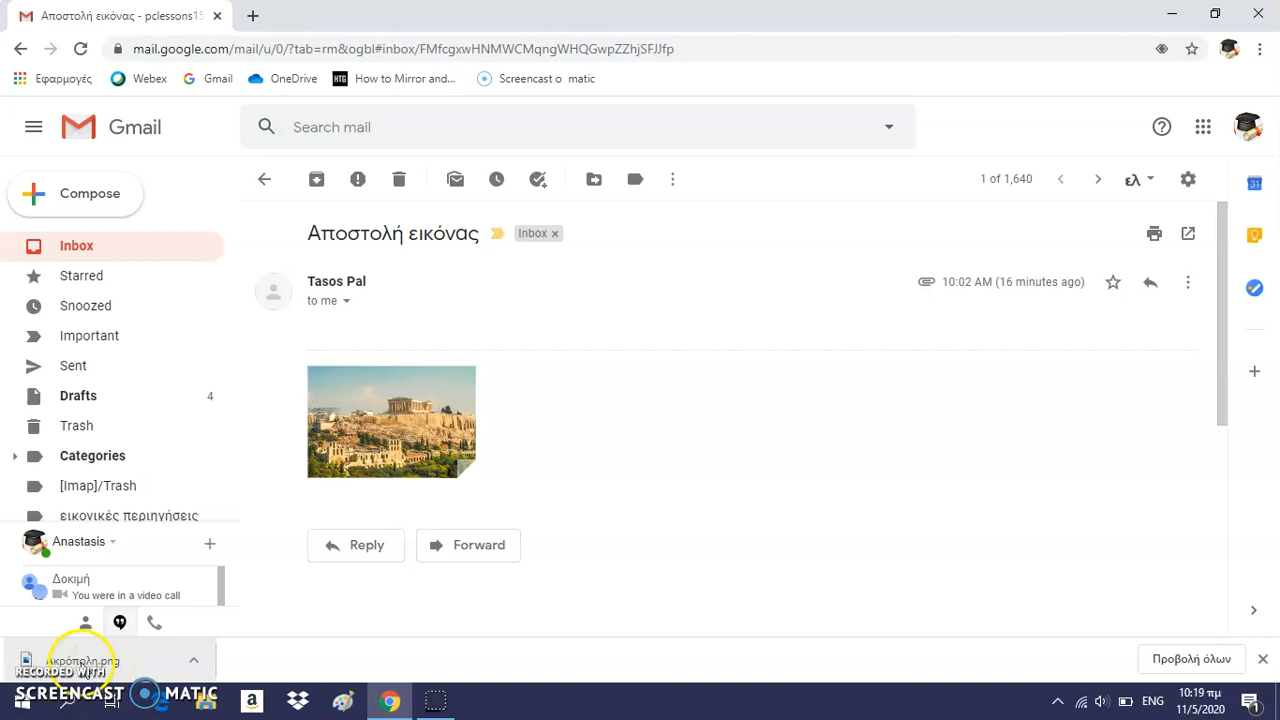 Αποστολή εικόνας - pclessons15
mail.google.com/mail/u/0/?tab=rm&ogbl#inbox/FMfcgxwHNMWCMqngWHQGwpZZhjSFJJfp
Εφαρμογές Webex Gmail OneDrive HTG How to Mirror and... Screencast o matic
Gmail
Search mail
Compose
1 of 1,640
ελ
31
Inbox
Αποστολή εικόνας
Inbox ×
Starred
Tasos Pal
10:02 AM (16 minutes ago)
to me
Snoozed
Important
Sent
Drafts 4
Trash
Categories
[Imap]/Trash
εικονικές περιηγήσεις
Anastasis
Reply
Forward
Δοκιμή
You were in a video call
Ακρόπολη.png
Προβολή όλων
RECORDED WITH
SCREENCAST MATIC
ENG
10:19 πμ
11/5/2020
1